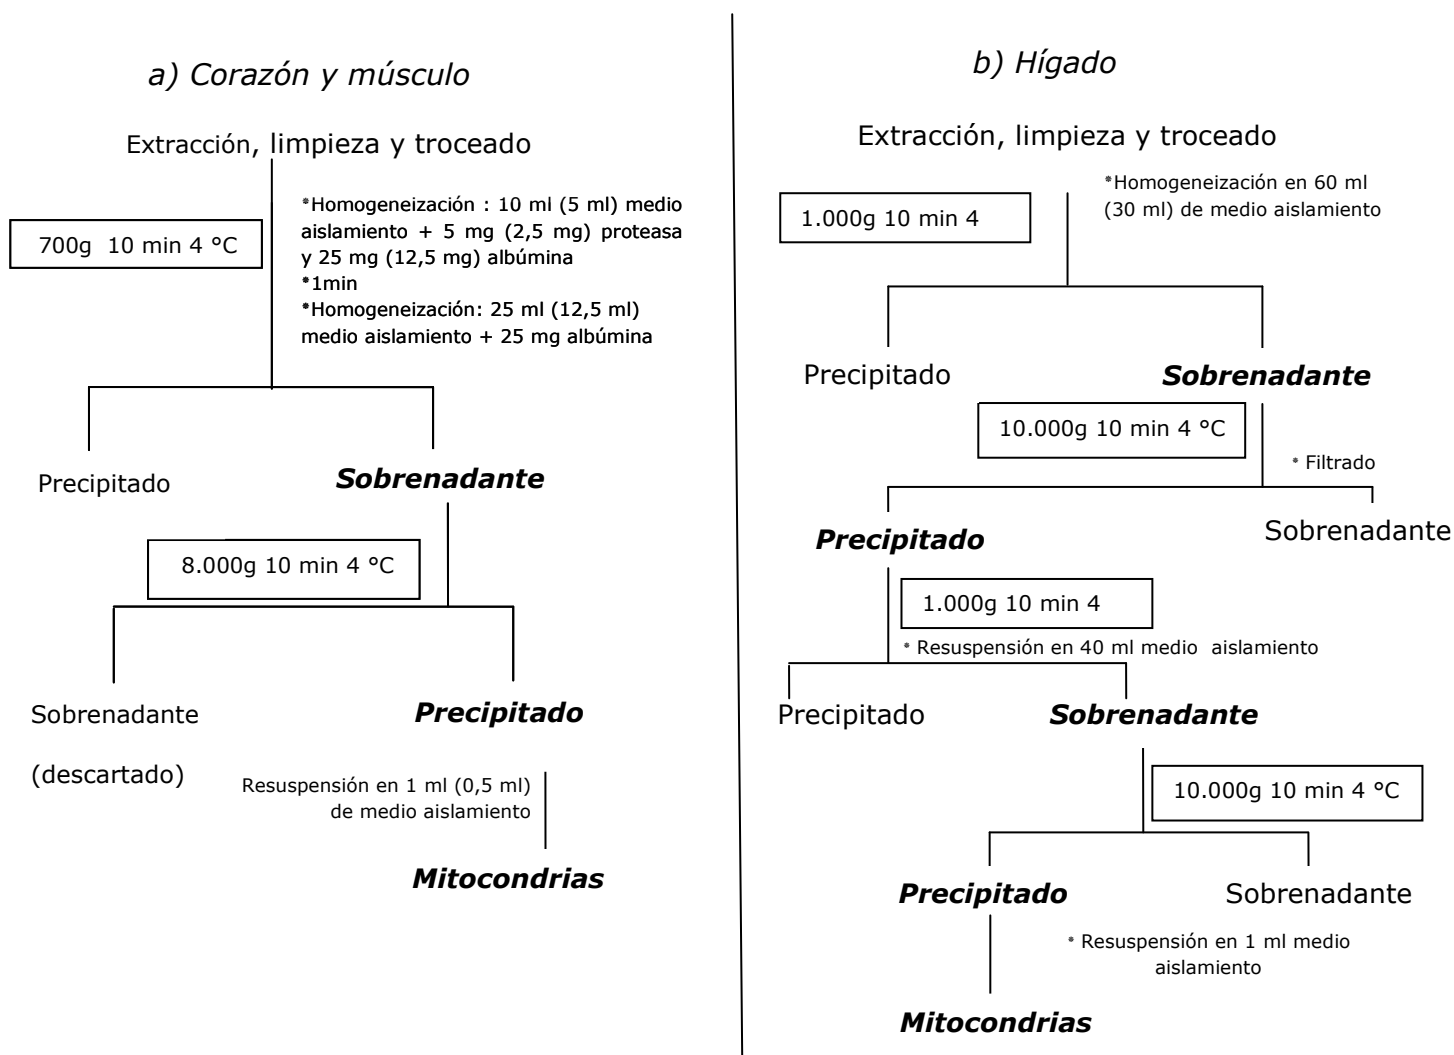 a) Corazón y músculo
Extracción, limpieza y troceado
*Homogeneización : 10 ml (5 ml) medio
aislamiento + 5 mg (2,5 mg) proteasa
y 25 mg (12,5 mg) albúmina
*1min
*Homogeneización: 25 ml (12,5 ml)
medio aislamiento + 25 mg albúmina
700g 10 min 4 °C
Precipitado
Sobrenadante
8.000g 10 min 4 °C
Sobrenadante
(descartado)
Precipitado
Resuspensión en 1 ml (0,5 ml)
de medio aislamiento
Mitocondrias
b) Hígado
Extracción, limpieza y troceado
*Homogeneización en 60 ml
(30 ml) de medio aislamiento
1.000g 10 min 4
Precipitado
Sobrenadante
10.000g 10 min 4 °C
* Filtrado
Precipitado
Sobrenadante
1.000g 10 min 4
* Resuspensión en 40 ml medio aislamiento
Precipitado
Sobrenadante
10.000g 10 min 4 °C
Precipitado
Sobrenadante
* Resuspensión en 1 ml medio
aislamiento
Mitocondrias